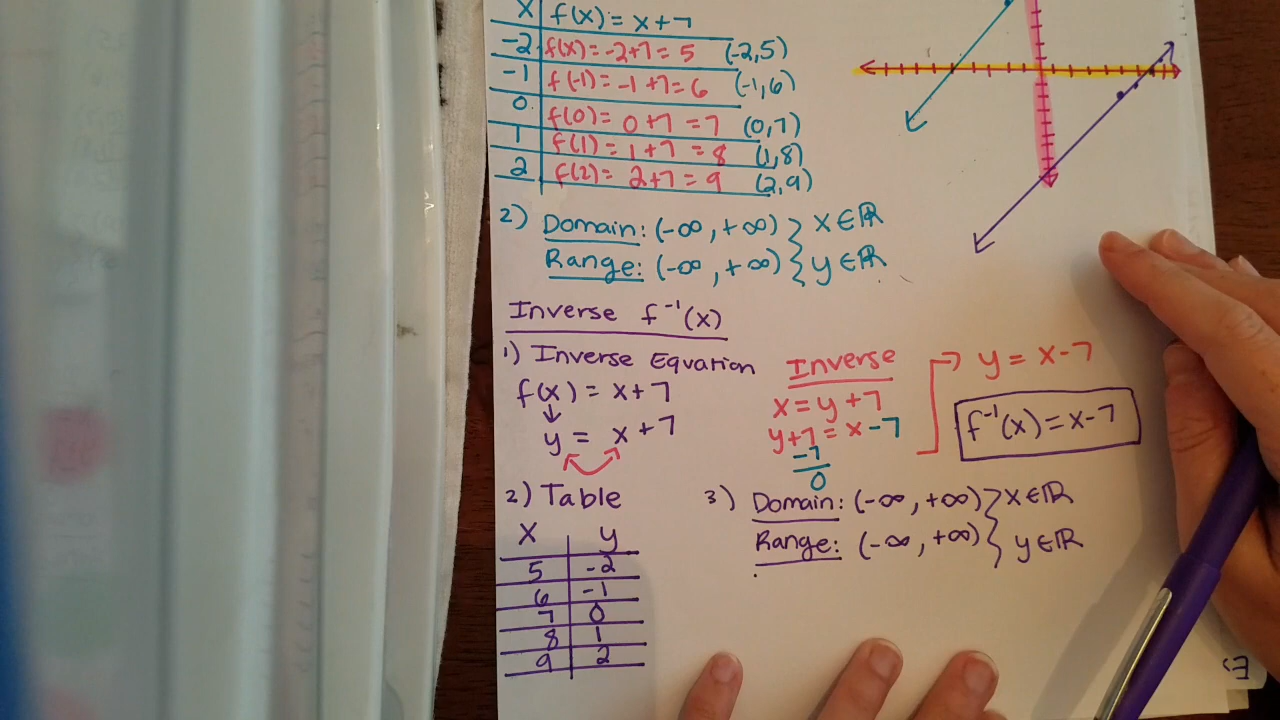 x f(x) = x+7
-2 f(x) = -2+7 = 5 (-2,5)
-1 f(-1) = -1+7=6 (-1,6)
0 f(0) = 0+7 =7 (0,7)
1 f(1) = 1+7 = 8 (1,8)
2 f(2) = 2+7 = 9 (2,9)
2) Domain: (-∞, +∞) } x∈ℝ
Range: (-∞, +∞) } y∈ℝ
Inverse f⁻¹(x)
1) Inverse Equation
f(x) = x+7
↓
y = x+7
Inverse
x = y+7
y+7 = x-7
-7
0
y = x-7
f⁻¹(x) = x-7
2) Table
x y
5 -2
6 -1
7 0
8 1
9 2
3) Domain: (-∞, +∞) } x∈ℝ
Range: (-∞, +∞) } y∈ℝ